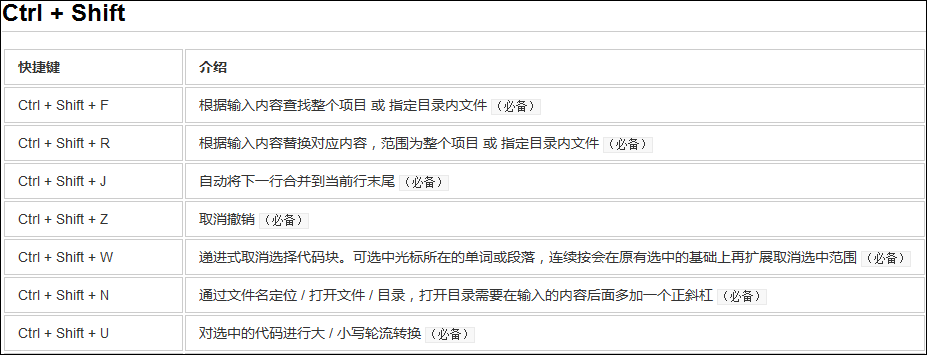 Ctrl + Shift
快捷键 介绍
Ctrl + Shift + F 根据输入内容查找整个项目 或 指定目录内文件 （必备）
Ctrl + Shift + R 根据输入内容替换对应内容，范围为整个项目 或 指定目录内文件 （必备）
Ctrl + Shift + J 自动将下一行合并到当前行末尾 （必备）
Ctrl + Shift + Z 取消撤销 （必备）
Ctrl + Shift + W 递进式取消选择代码块。可选中光标所在的单词或段落，连续按会在原有选中的基础上再扩展取消选中范围 （必备）
Ctrl + Shift + N 通过文件名定位 / 打开文件 / 目录，打开目录需要在输入的内容后面多加一个正斜杠 （必备）
Ctrl + Shift + U 对选中的代码进行大 / 小写轮流转换 （必备）